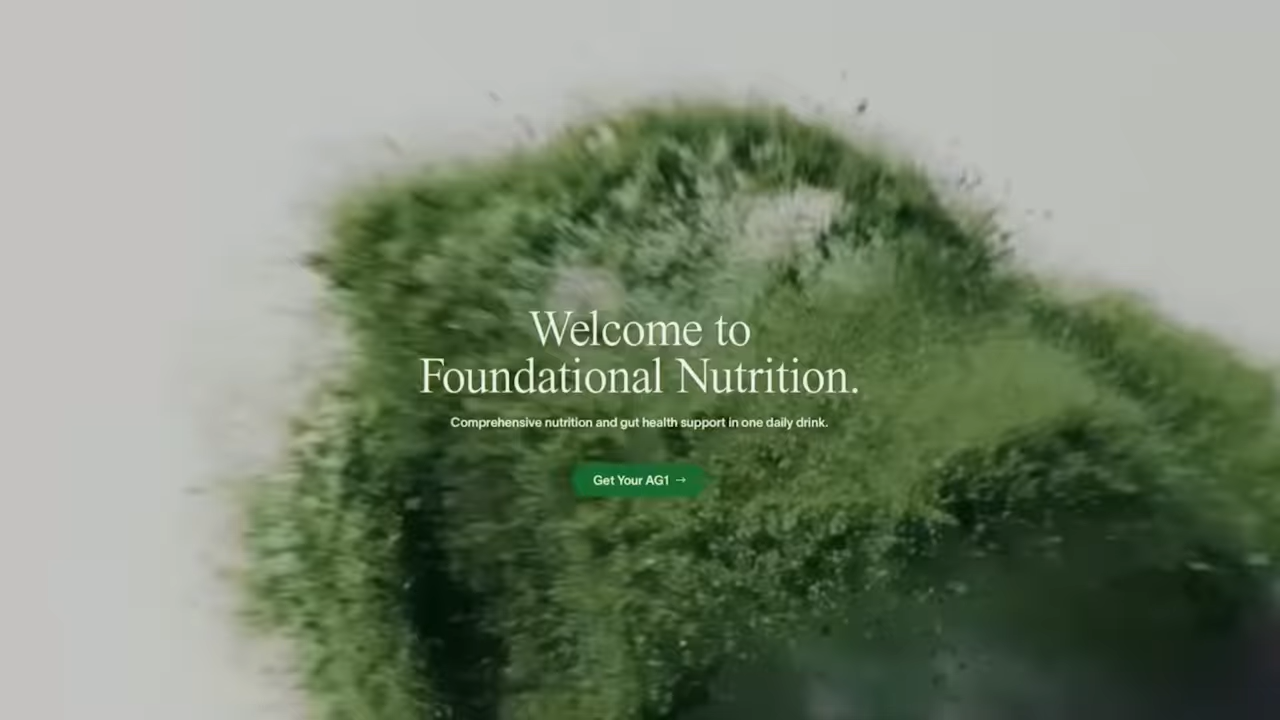 Welcome to
Foundational Nutrition.
Comprehensive nutrition and gut health support in one daily drink.
Get Your AG1 →